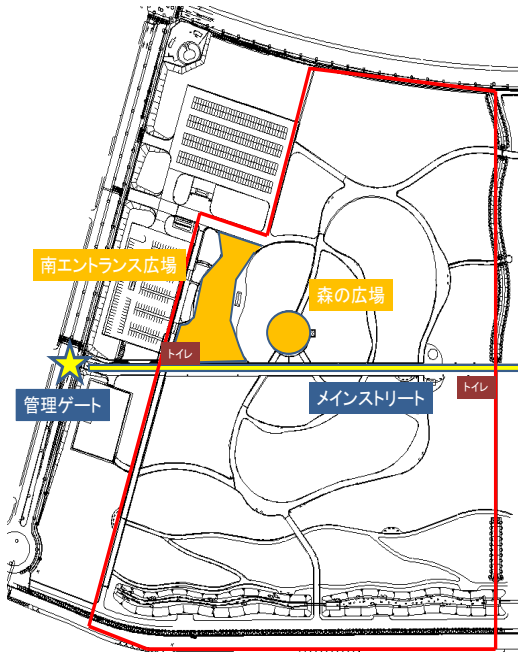 南エントランス広場
森の広場
トイレ
トイレ
管理ゲート
メインストリート